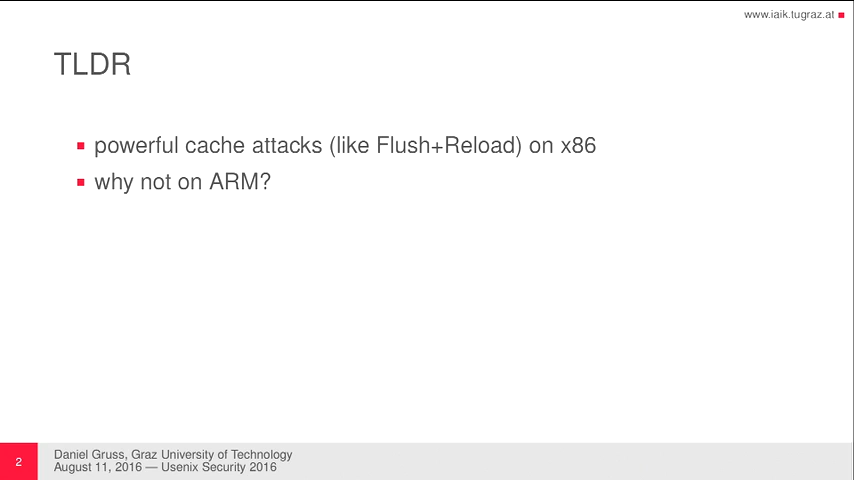 www.iaik.tugraz.at
TLDR
powerful cache attacks (like Flush+Reload) on x86
why not on ARM?
2
Daniel Gruss, Graz University of Technology
August 11, 2016 — Usenix Security 2016